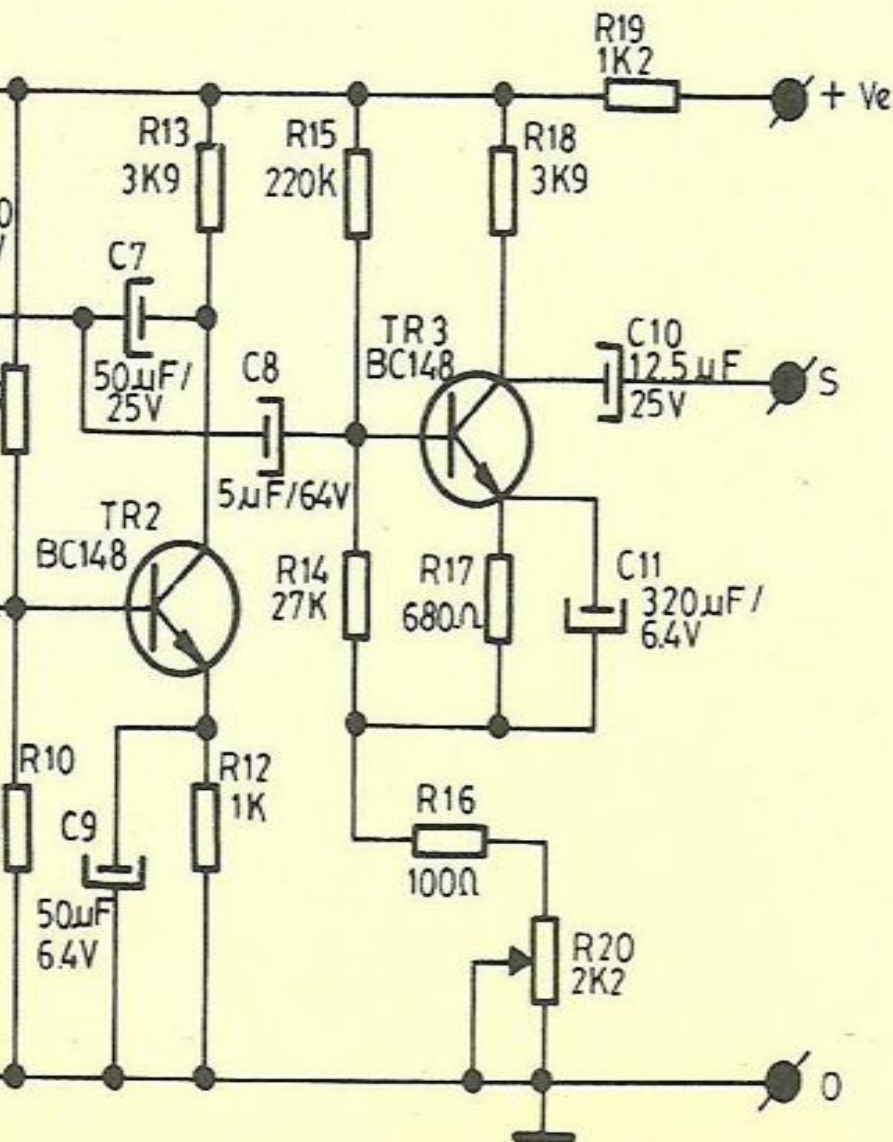 R19
1K2
+ Ve
R13
3K9
R15
220K
R18
3K9
C7
50µF/
25V
C8
5µF/64V
TR3
BC148
C10
12.5µF
25V
S
TR2
BC148
R14
27K
R17
680Ω
C11
320µF/
6.4V
R10
R12
1K
C9
50µF
6.4V
R16
100Ω
R20
2K2
0